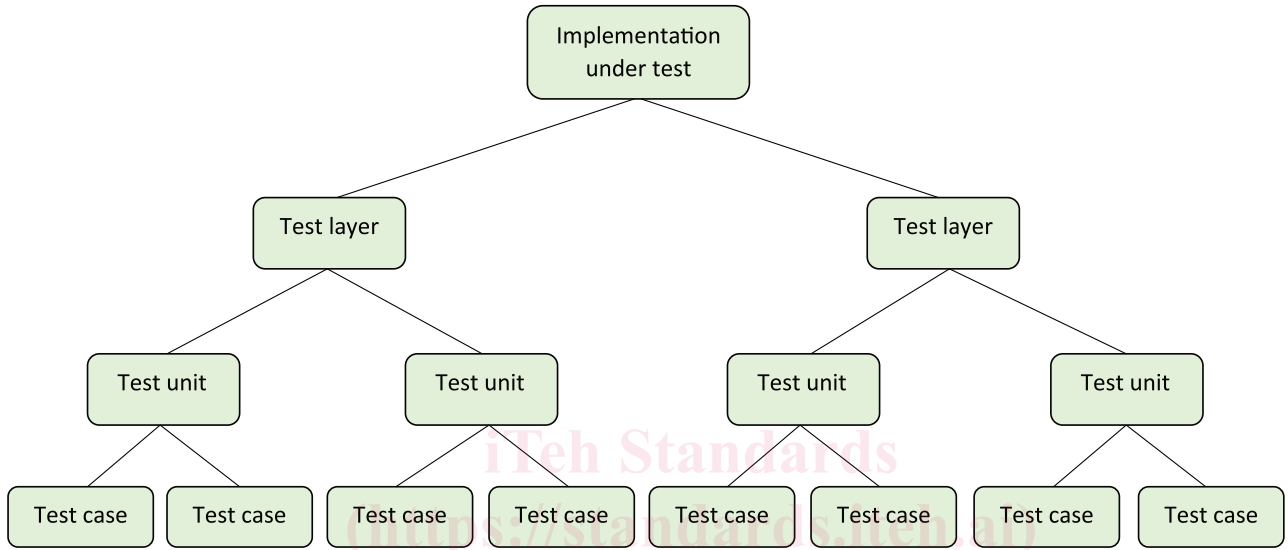 Implementation
under test
Test layer
Test layer
Test unit
Test unit
Test unit
Test unit
iTeh Standards
Test case
Test case
Test case
Test case
Test case
Test case
Test case
Test case
(https://standards.iteh.ai)